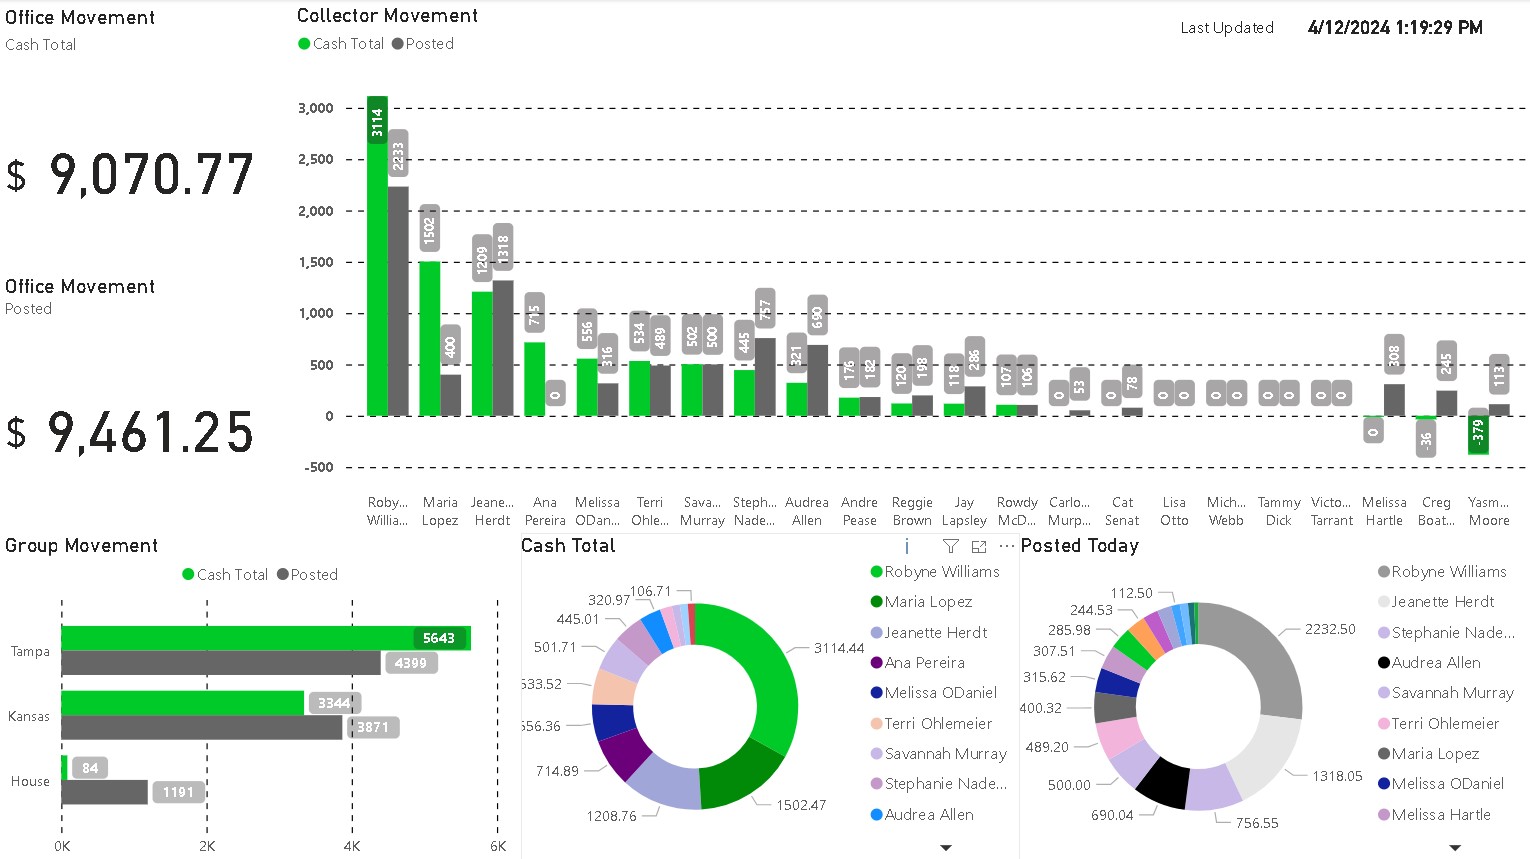 Office Movement
Cash Total
$ 9,070.77
Office Movement
Posted
$ 9,461.25
Collector Movement
Cash Total Posted
Last Updated 4/12/2024 1:19:29 PM
3,000
2,500
2,000
1,500
1,000
500
0
-500
3114 2233
1502 400
1209 1318
715 0
556 316
534 489
502 500
445 757
321 690
176 182
120 198
118 286
107 106
0 53
0 78
0 0
0 0
0 0
0 0
0 308
-36 245
-379 113
Roby... Maria Jeane... Ana Melissa Terri Sava... Steph... Audrea Andre Reggie Jay Rowdy Carlo... Cat Lisa Mich... Tammy Victo... Melissa Creg Yasm...
Willia... Lopez Herdt Pereira ODan... Ohle... Murray Nade... Allen Pease Brown Lapsley McD... Murp... Senat Otto Webb Dick Tarrant Hartle Boat... Moore
Group Movement
Cash Total Posted
Tampa
5643
4399
Kansas
3344
3871
House
84
1191
0K 2K 4K 6K
Cash Total
106.71
320.97
445.01
501.71
533.52
556.36
714.89
1208.76
1502.47
3114.44
Robyne Williams
Maria Lopez
Jeanette Herdt
Ana Pereira
Melissa ODaniel
Terri Ohlemeier
Savannah Murray
Stephanie Nade...
Audrea Allen
Posted Today
112.50
244.53
285.98
307.51
315.62
400.32
489.20
500.00
690.04
756.55
1318.05
2232.50
Robyne Williams
Jeanette Herdt
Stephanie Nade...
Audrea Allen
Savannah Murray
Terri Ohlemeier
Maria Lopez
Melissa ODaniel
Melissa Hartle